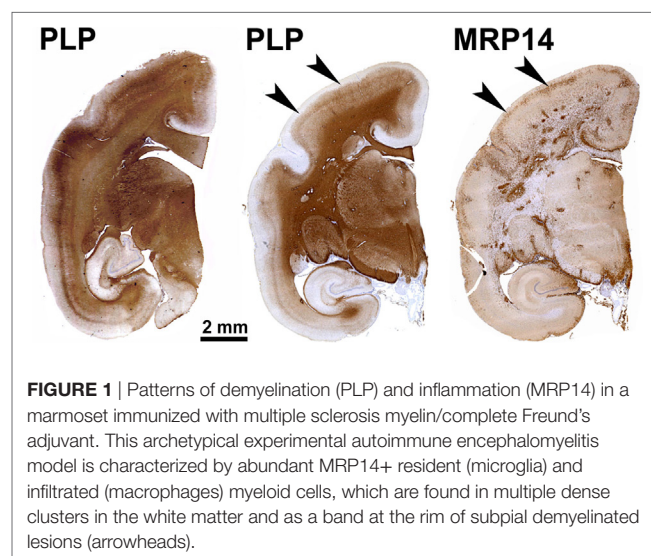 PLP PLP MRP14
2 mm
FIGURE 1 | Patterns of demyelination (PLP) and inflammation (MRP14) in a
marmoset immunized with multiple sclerosis myelin/complete Freund’s
adjuvant. This archetypical experimental autoimmune encephalomyelitis
model is characterized by abundant MRP14+ resident (microglia) and
infiltrated (macrophages) myeloid cells, which are found in multiple dense
clusters in the white matter and as a band at the rim of subpial demyelinated
lesions (arrowheads).